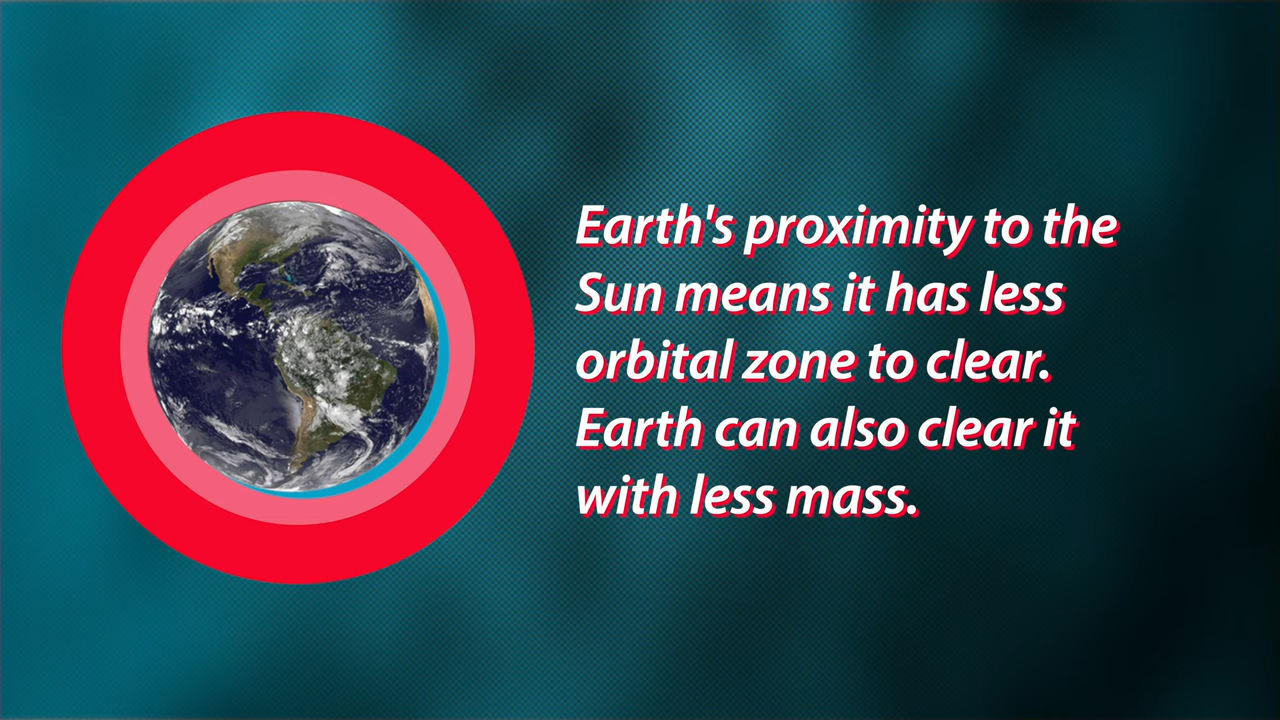 Earth's proximity to the
Sun means it has less
orbital zone to clear.
Earth can also clear it
with less mass.